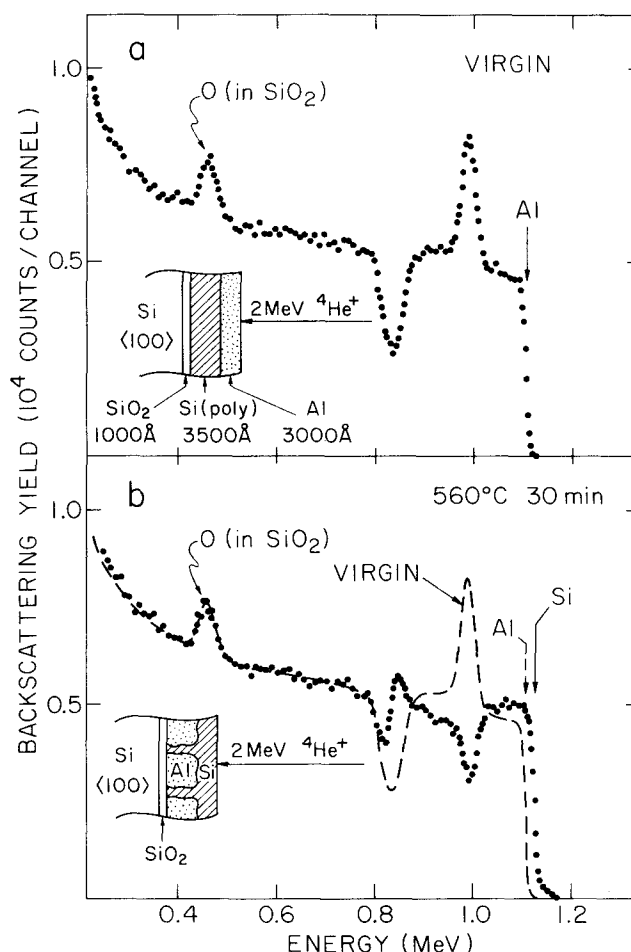 a
VIRGIN
O (in SiO₂)
Al
1.0
0.5
Si
⟨100⟩
2MeV ⁴He⁺
SiO₂ Si(poly) Al
1000Å 3500Å 3000Å
b
560°C 30 min
O (in SiO₂)
VIRGIN
Si
Al
1.0
0.5
Si
⟨100⟩
Al
Si
2MeV ⁴He⁺
SiO₂
0.4 0.6 0.8 1.0 1.2
ENERGY (MeV)
BACKSCATTERING YIELD (10⁴ COUNTS/CHANNEL)